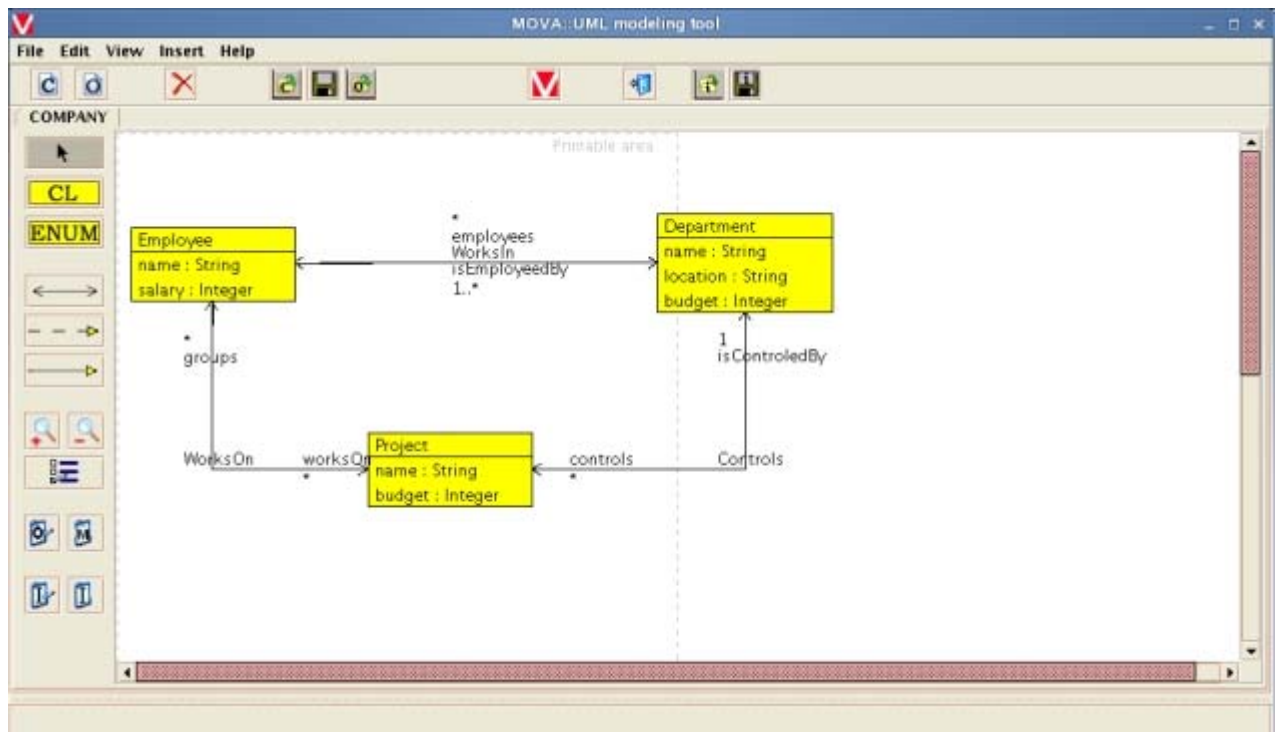 MOVA::UML modeling tool
File Edit View Insert Help
COMPANY
Printable area
CL
ENUM
Employee
name : String
salary : Integer
*
employees
WorksIn
isEmployeedBy
1..*
Department
name : String
location : String
budget : Integer
*
groups
1
isControledBy
WorksOn
worksOn
*
Project
name : String
budget : Integer
controls
*
Controls